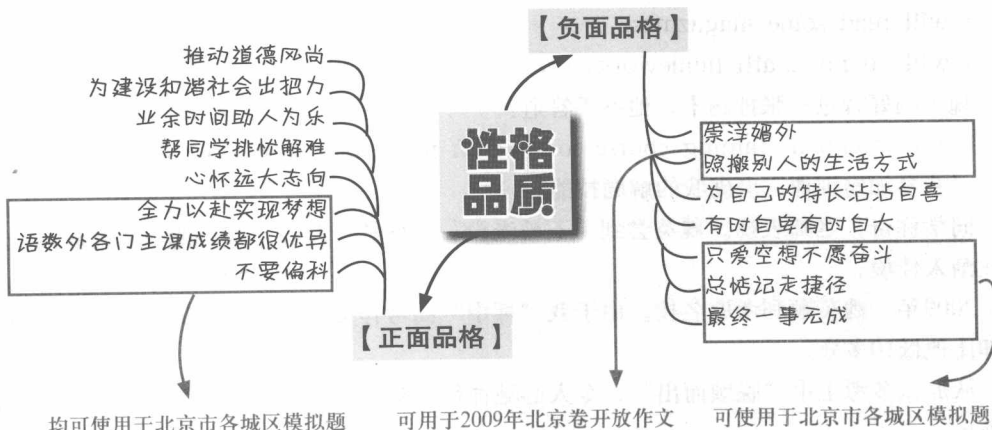 【负面品格】
推动道德风尚
为建设和谐社会出把力
业余时间助人为乐
帮同学排忧解难
心怀远大志向
全力以赴实现梦想
语数外各门主课成绩都很优异
不要偏科
性格
品质
崇洋媚外
照搬别人的生活方式
为自己的特长沾沾自喜
有时自卑有时自大
只爱空想不愿奋斗
总惦记走捷径
最终一事无成
【正面品格】
均可使用于北京市各城区模拟题
可用于2009年北京卷开放作文
可使用于北京市各城区模拟题